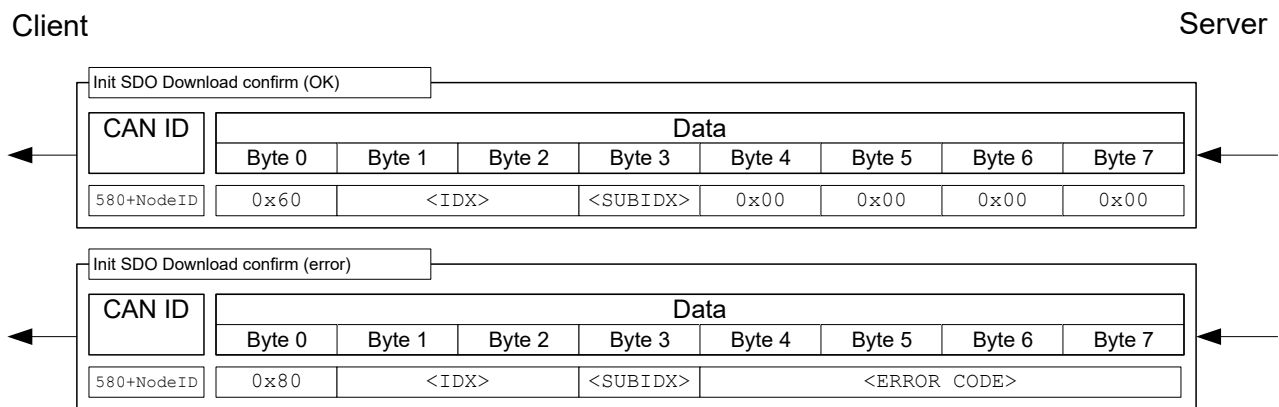 Client Server
Init SDO Download confirm (OK)
CAN ID Data
Byte 0 Byte 1 Byte 2 Byte 3 Byte 4 Byte 5 Byte 6 Byte 7
580+NodeID 0x60 <IDX> <SUBIDX> 0x00 0x00 0x00 0x00
Init SDO Download confirm (error)
CAN ID Data
Byte 0 Byte 1 Byte 2 Byte 3 Byte 4 Byte 5 Byte 6 Byte 7
580+NodeID 0x80 <IDX> <SUBIDX> <ERROR CODE>